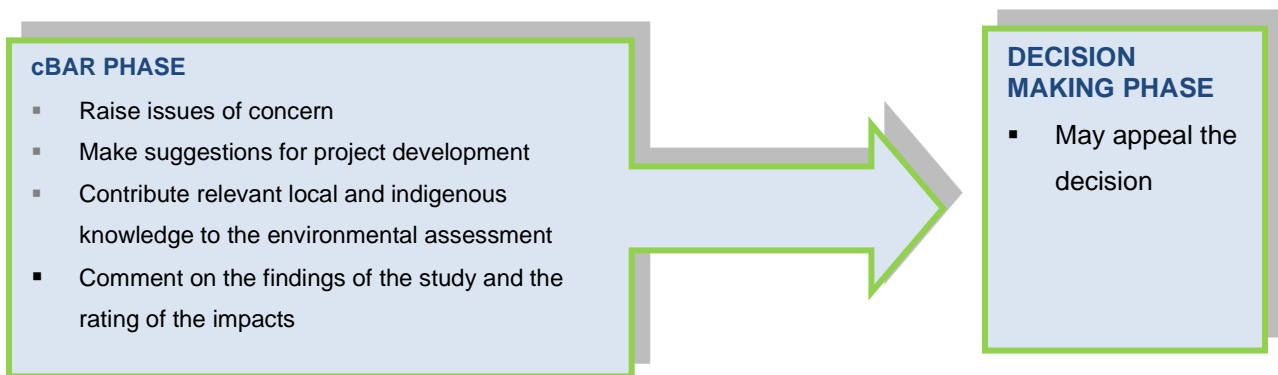 cBAR PHASE
▪ Raise issues of concern
▪ Make suggestions for project development
▪ Contribute relevant local and indigenous
knowledge to the environmental assessment
▪ Comment on the findings of the study and the
rating of the impacts
DECISION
MAKING PHASE
▪ May appeal the
decision